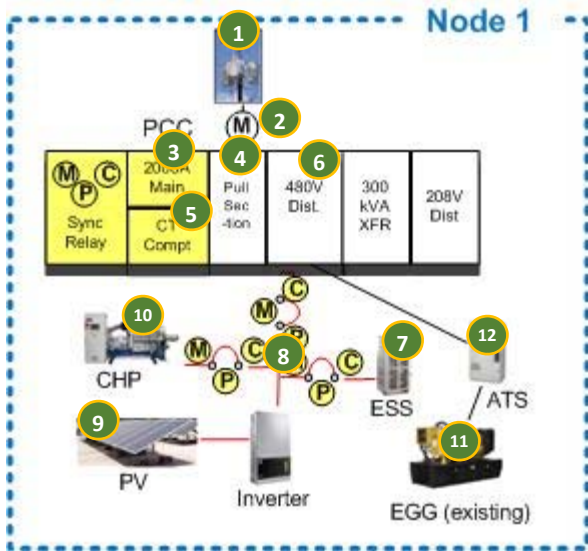 Node 1
1
M
2
PCC
3
4
6
M
C
P
Sync
Relay
Main
5
CT
Compt
Pull
Sec
-tion
480V
Dist.
300
kVA
XFR
208V
Dist
C
M
10
M
C
P
8
P
C
7
12
CHP
ESS
ATS
9
11
PV
Inverter
EGG (existing)